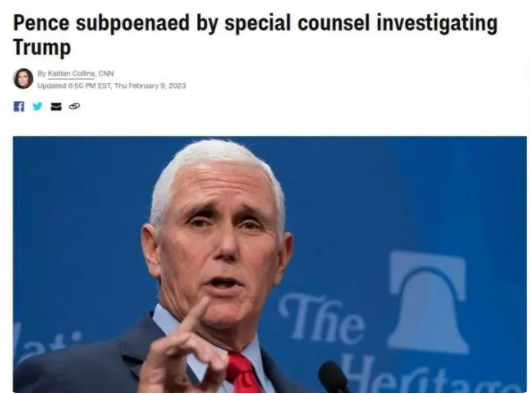 Pence subpoenaed by special counsel investigating
Trump
By Kaitlan Collins, CNN
Updated 6:50 PM EST, Thu February 9, 2023
The
Heritage